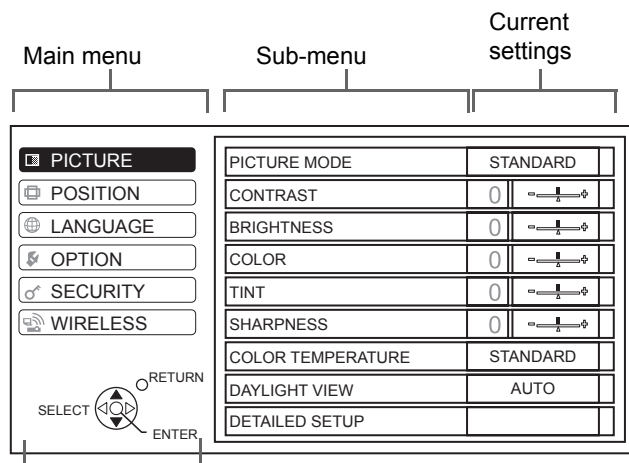 Main menu
Sub-menu
Current
settings
PICTURE
POSITION
LANGUAGE
OPTION
SECURITY
WIRELESS
RETURN
SELECT
ENTER
PICTURE MODE STANDARD
CONTRAST 0 - +
BRIGHTNESS 0 - +
COLOR 0 - +
TINT 0 - +
SHARPNESS 0 - +
COLOR TEMPERATURE STANDARD
DAYLIGHT VIEW AUTO
DETAILED SETUP